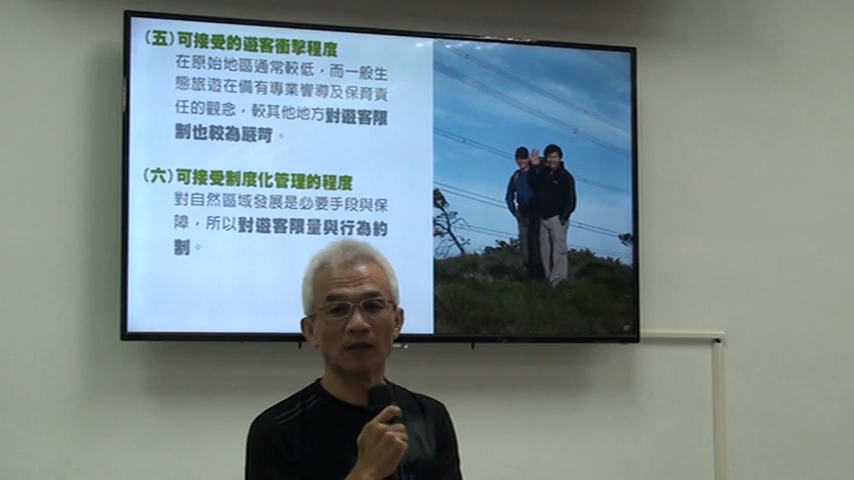 （五）可接受的遊客衝擊程度
在原始地區通常較低，而一般生
態旅遊在備有專業嚮導及保育責
任的觀念，較其他地方對遊客限
制也較為嚴苛。
（六）可接受制度化管理的程度
對自然區域發展是必要手段與保
障，所以對遊客限量與行為約
制。